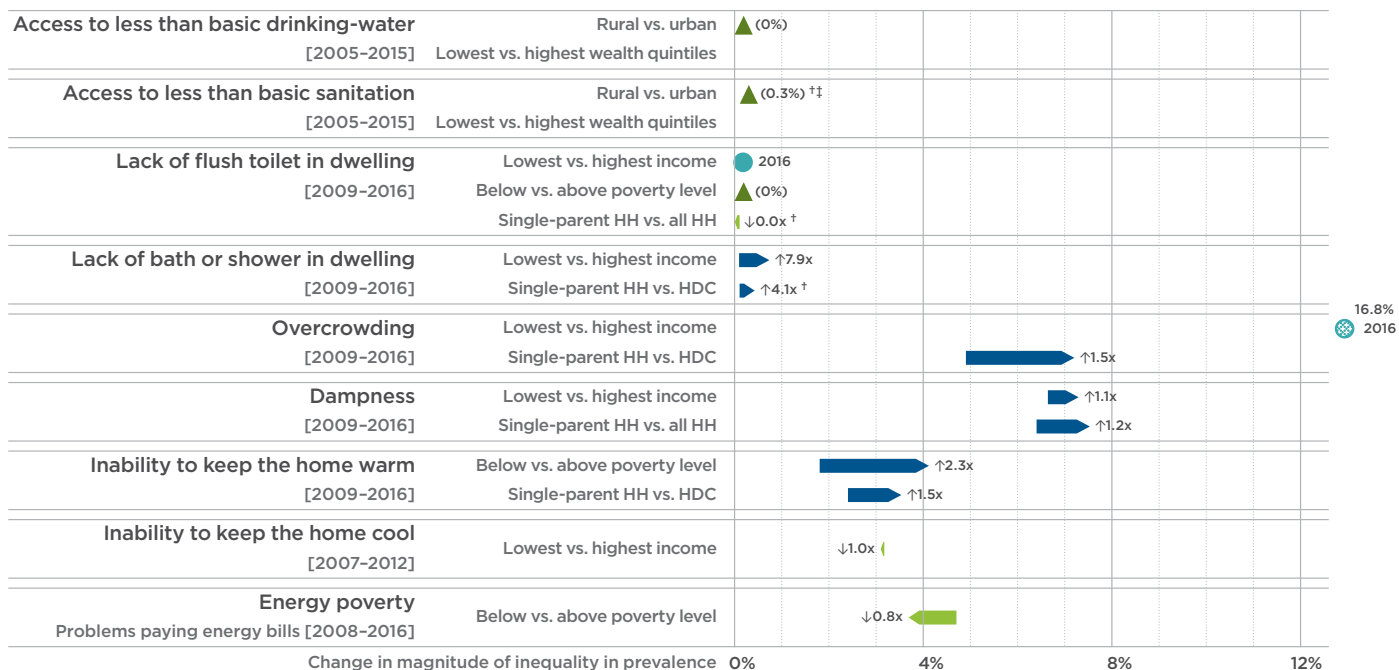 Access to less than basic drinking-water Rural vs. urban (0%)
[2005–2015] Lowest vs. highest wealth quintiles
Access to less than basic sanitation Rural vs. urban (0.3%) †‡
[2005–2015] Lowest vs. highest wealth quintiles
Lack of flush toilet in dwelling Lowest vs. highest income 2016
[2009–2016] Below vs. above poverty level (0%)
Single-parent HH vs. all HH ↓0.0x †
Lack of bath or shower in dwelling Lowest vs. highest income ↑7.9x
[2009–2016] Single-parent HH vs. HDC ↑4.1x †
16.8%
Overcrowding Lowest vs. highest income 2016
[2009–2016] Single-parent HH vs. HDC ↑1.5x
Dampness Lowest vs. highest income ↑1.1x
[2009–2016] Single-parent HH vs. all HH ↑1.2x
Inability to keep the home warm Below vs. above poverty level ↑2.3x
[2009–2016] Single-parent HH vs. HDC ↑1.5x
Inability to keep the home cool
Lowest vs. highest income ↓1.0x
[2007–2012]
Energy poverty
Below vs. above poverty level ↓0.8x
Problems paying energy bills [2008–2016]
Change in magnitude of inequality in prevalence 0% 4% 8% 12%